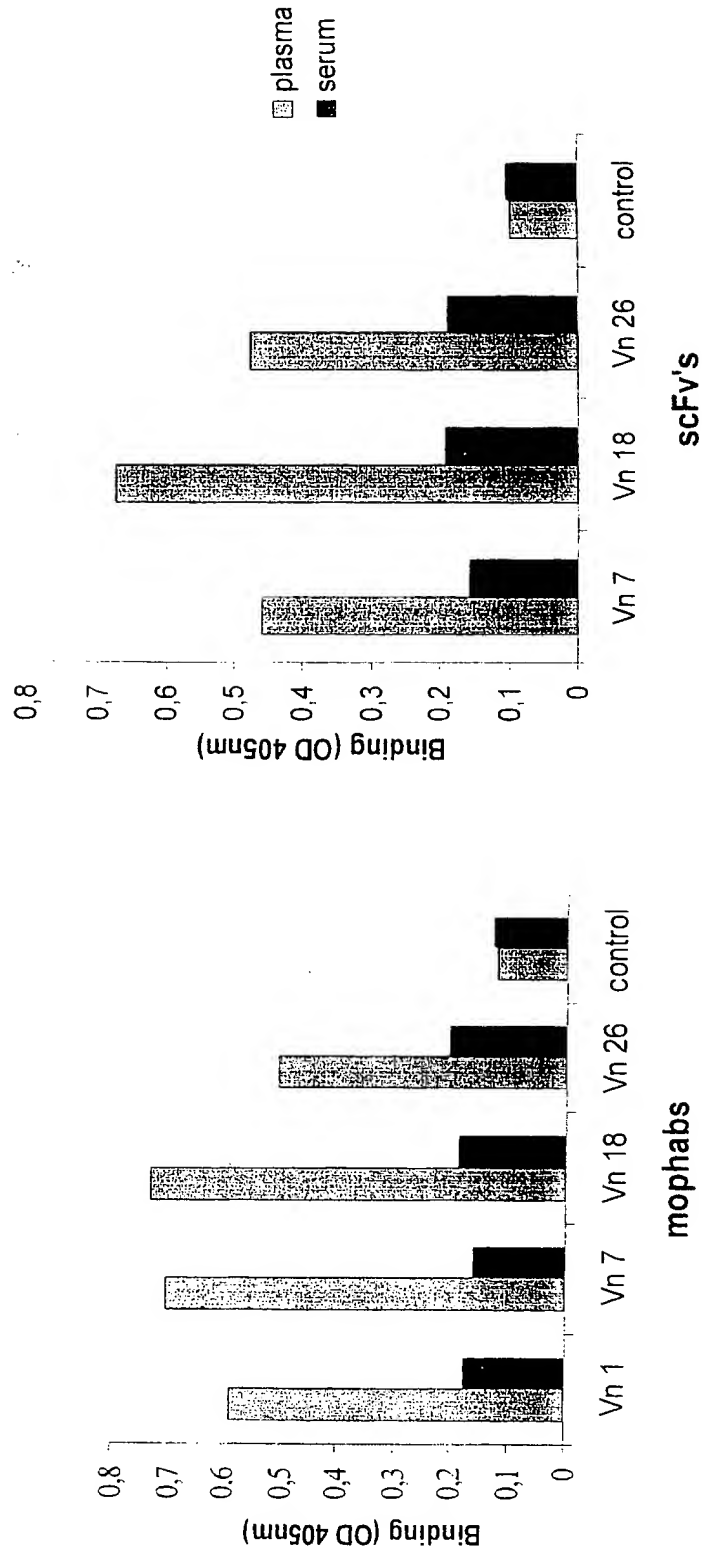 0,8
0,7
0,6
0,5
0,4
0,3
0,2
0,1
0
Binding (OD 405nm)
Vn 1
Vn 7
Vn 18
Vn 26
control
mophabs
0,8
0,7
0,6
0,5
0,4
0,3
0,2
0,1
0
Binding (OD 405nm)
Vn 7
Vn 18
Vn 26
control
scFv's
plasma
serum